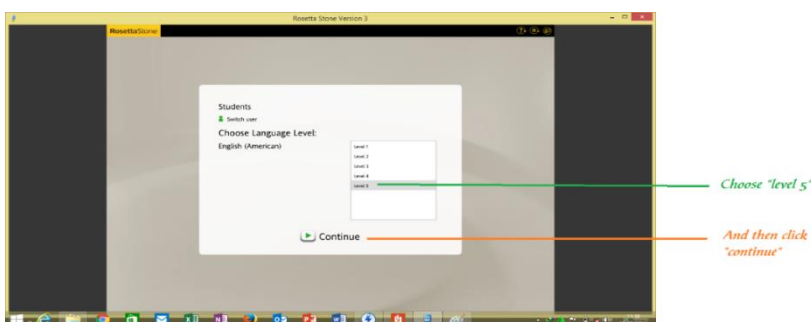 Rosetta Stone Version 3
RosettaStone
Students
Switch user
Choose Language Level:
English (American)
Level 1
Level 2
Level 3
Level 4
Level 5
Continue
Choose "level 5"
And then click
"continue"